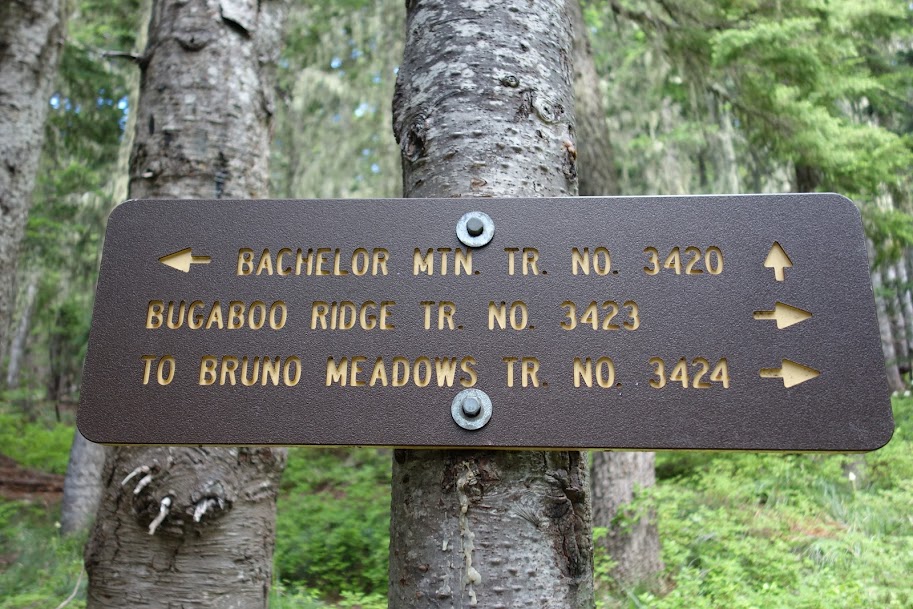 ← BACHELOR MTN. TR. NO. 3420 ↑
BUGABOO RIDGE TR. NO. 3423 →
TO BRUNO MEADOWS TR. NO. 3424 →